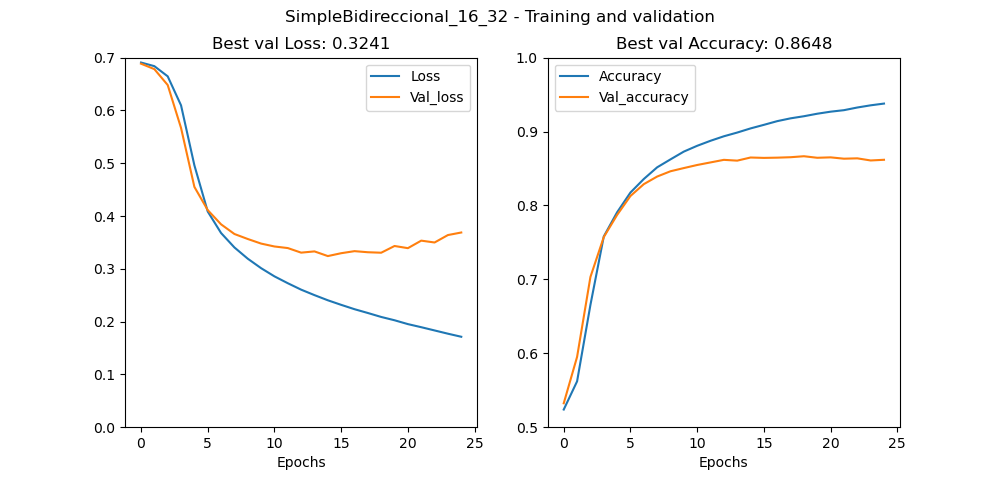 SimpleBidireccional_16_32 - Training and validation
Best val Loss: 0.3241
0.7
0.6
0.5
0.4
0.3
0.2
0.1
0.0
Loss
Val_loss
0 5 10 15 20 25
Epochs
Best val Accuracy: 0.8648
1.0
0.9
0.8
0.7
0.6
0.5
Accuracy
Val_accuracy
0 5 10 15 20 25
Epochs